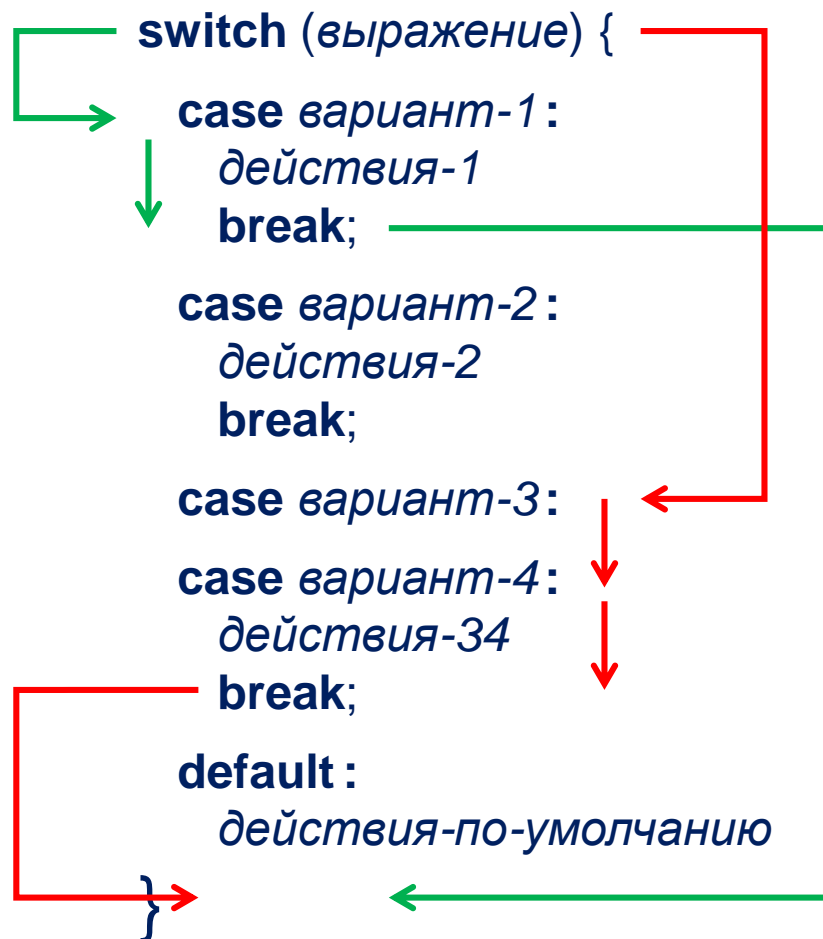 switch (выражение) {
case вариант-1:
действия-1
break;
case вариант-2:
действия-2
break;
case вариант-3:
case вариант-4:
действия-34
break;
default:
действия-по-умолчанию
}